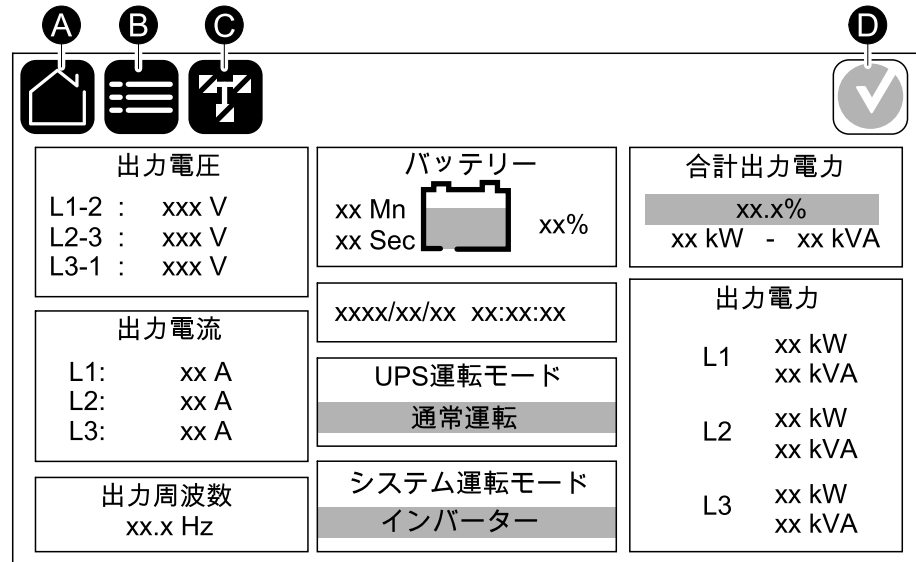 A B C D
出力電圧
L1-2 : xxx V
L2-3 : xxx V
L3-1 : xxx V
出力電流
L1: xx A
L2: xx A
L3: xx A
出力周波数
xx.x Hz
バッテリー
xx Mn
xx Sec
xx%
xxxx/xx/xx xx:xx:xx
UPS運転モード
通常運転
システム運転モード
インバーター
合計出力電力
xx.x%
xx kW - xx kVA
出力電力
L1 xx kW
xx kVA
L2 xx kW
xx kVA
L3 xx kW
xx kVA